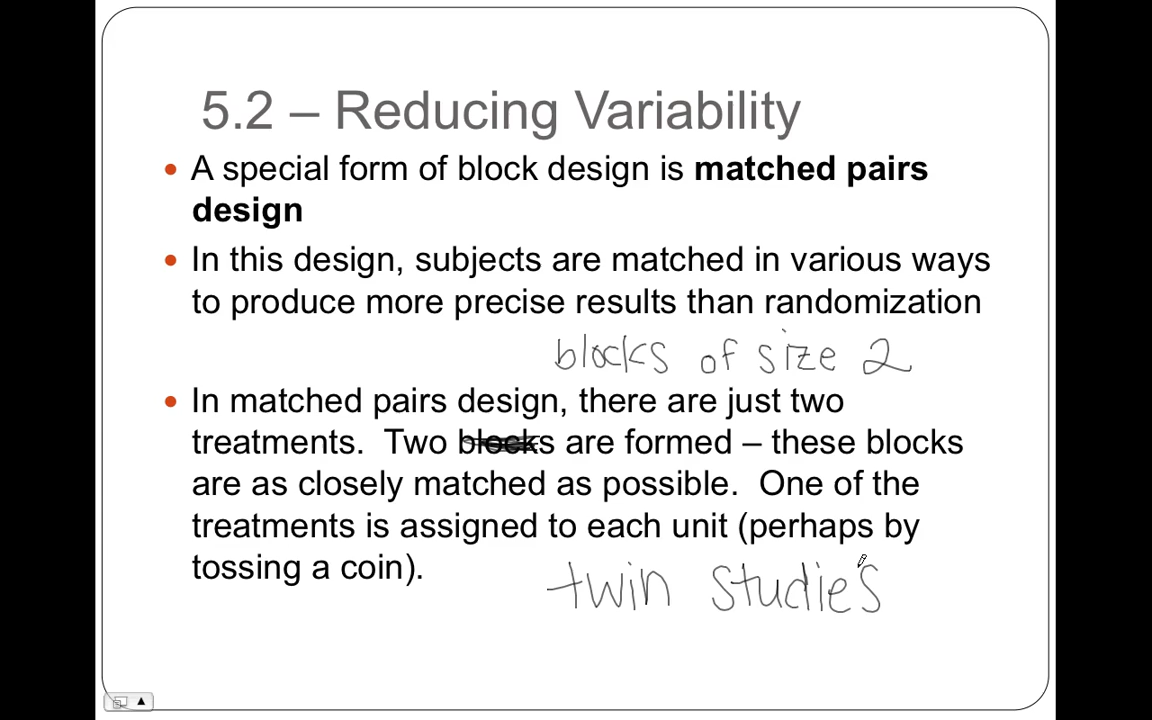 5.2 – Reducing Variability
• A special form of block design is matched pairs
design
• In this design, subjects are matched in various ways
to produce more precise results than randomization
blocks of size 2
• In matched pairs design, there are just two
treatments. Two blocks are formed – these blocks
are as closely matched as possible. One of the
treatments is assigned to each unit (perhaps by
tossing a coin).
twin studies